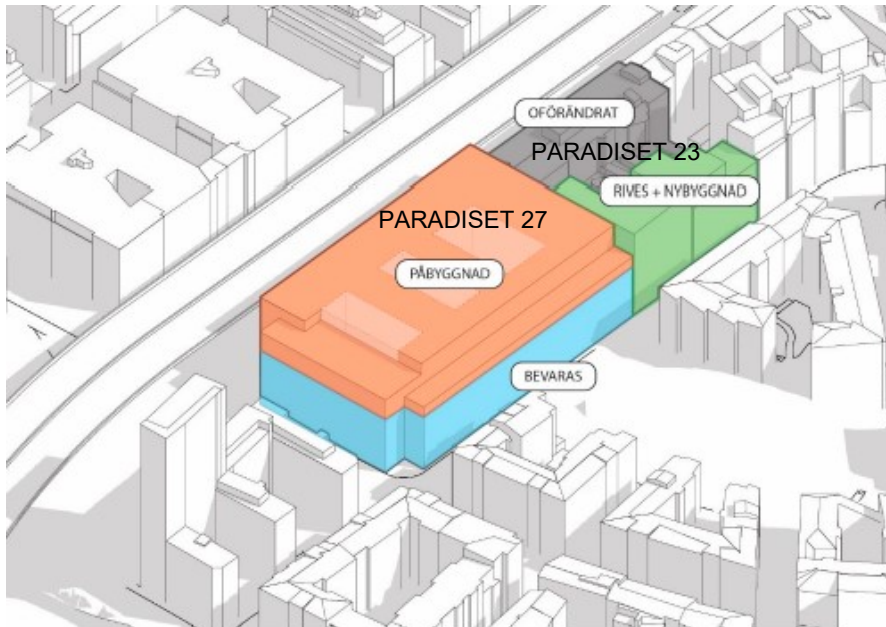 OFÖRÄNDRAT
PARADISET 23
RIVES + NYBYGGNAD
PARADISET 27
PÅBYGGNAD
BEVARAS